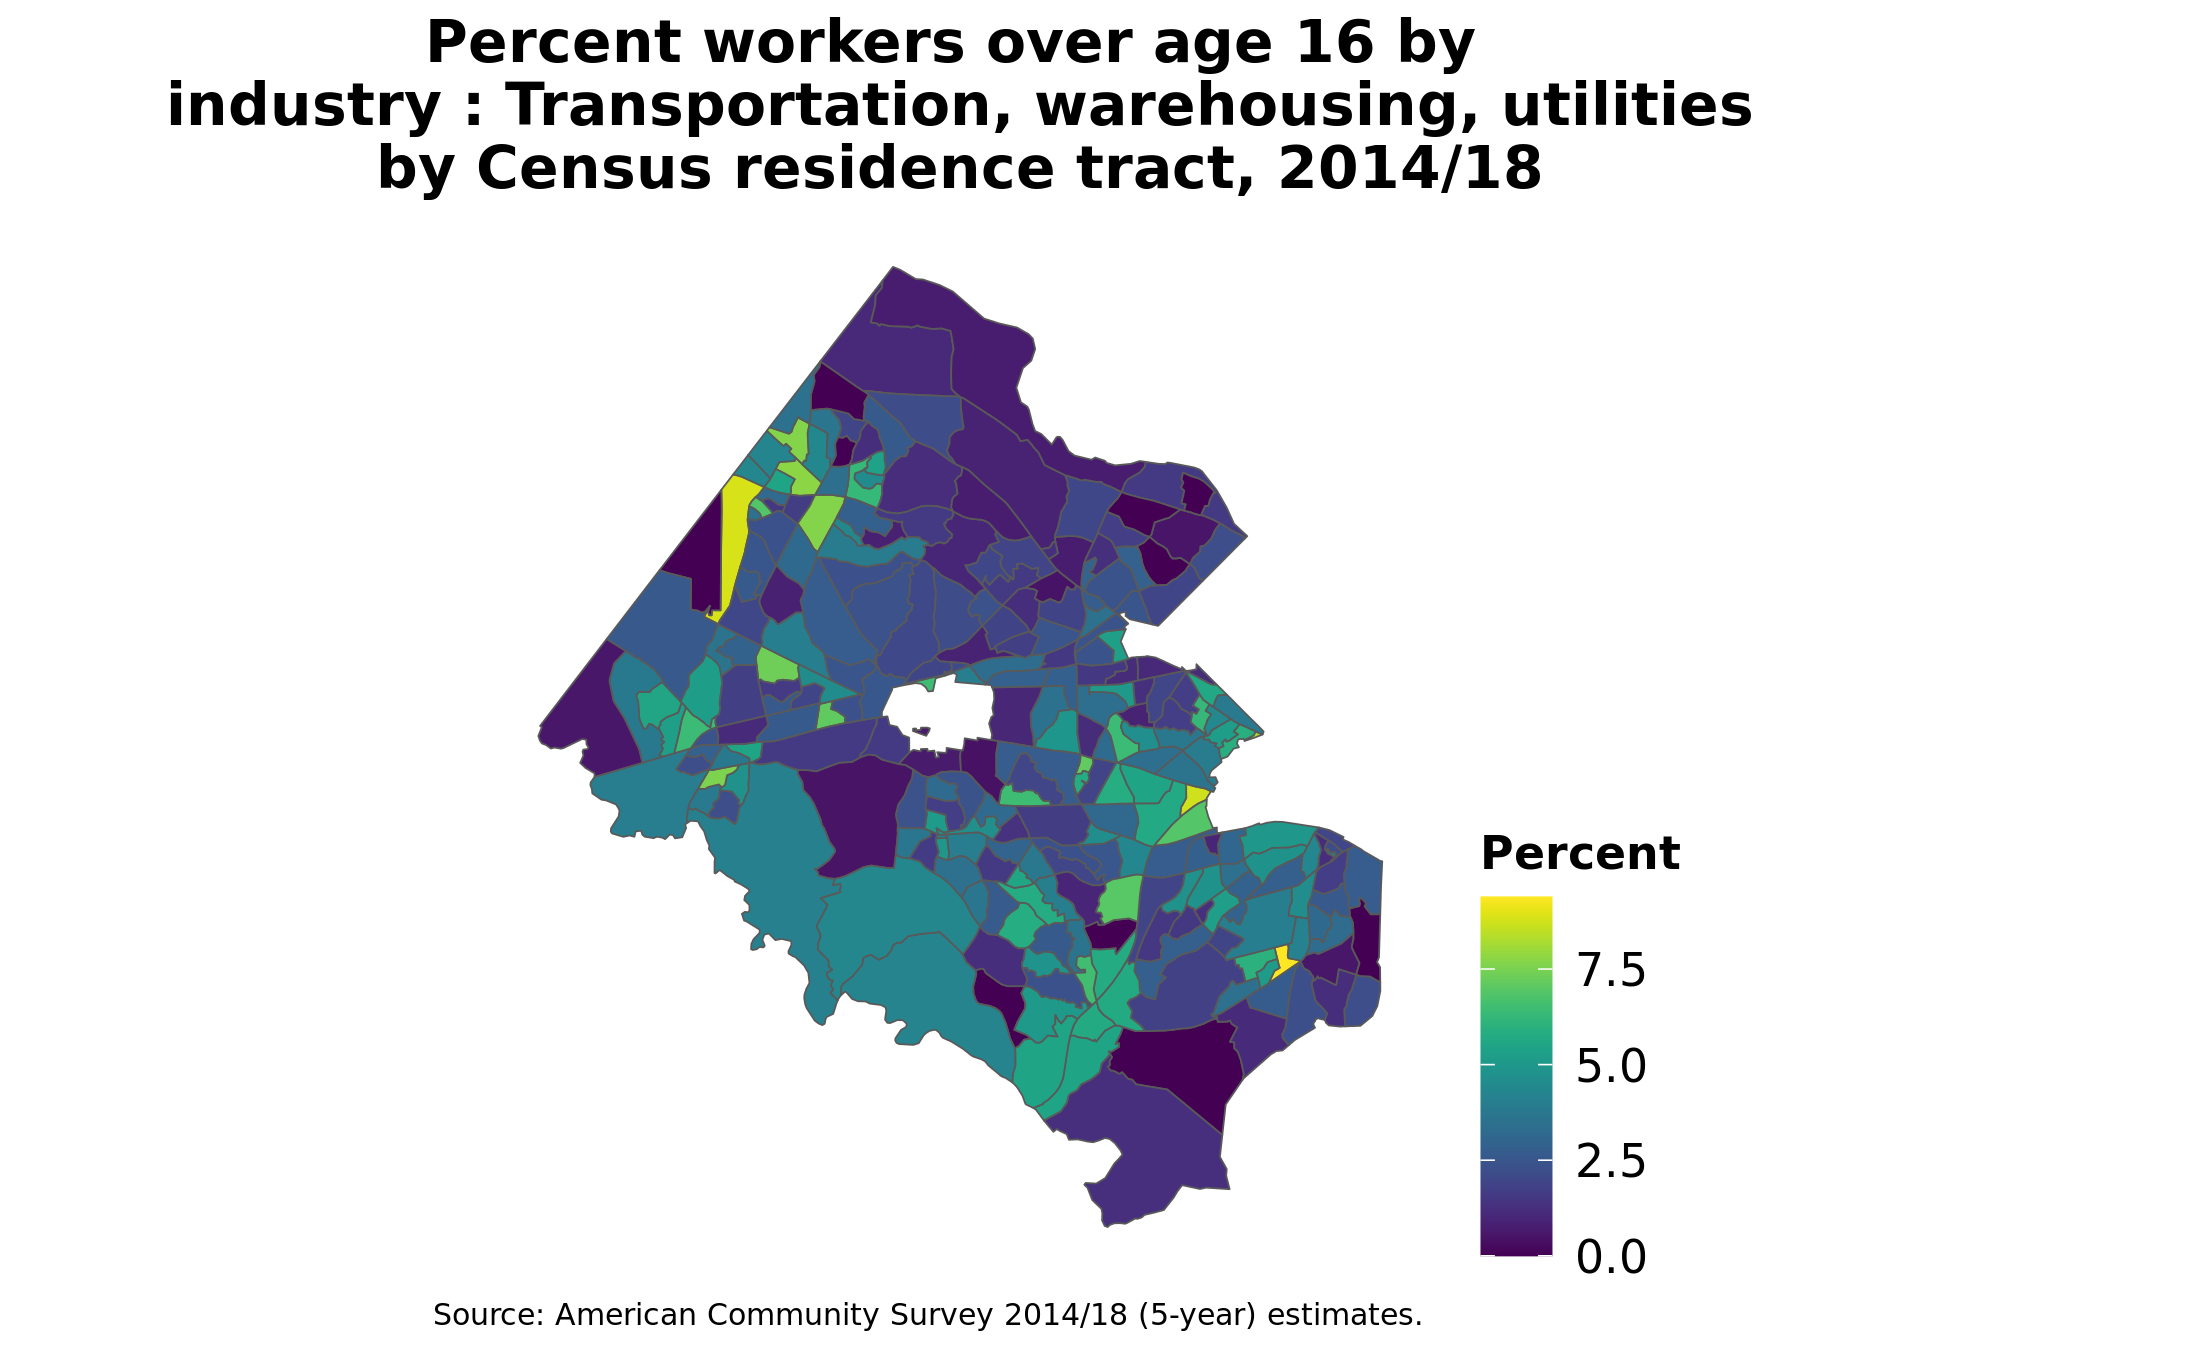 Percent workers over age 16 by
industry : Transportation, warehousing, utilities
by Census residence tract, 2014/18
Percent
7.5
5.0
2.5
0.0
Source: American Community Survey 2014/18 (5-year) estimates.